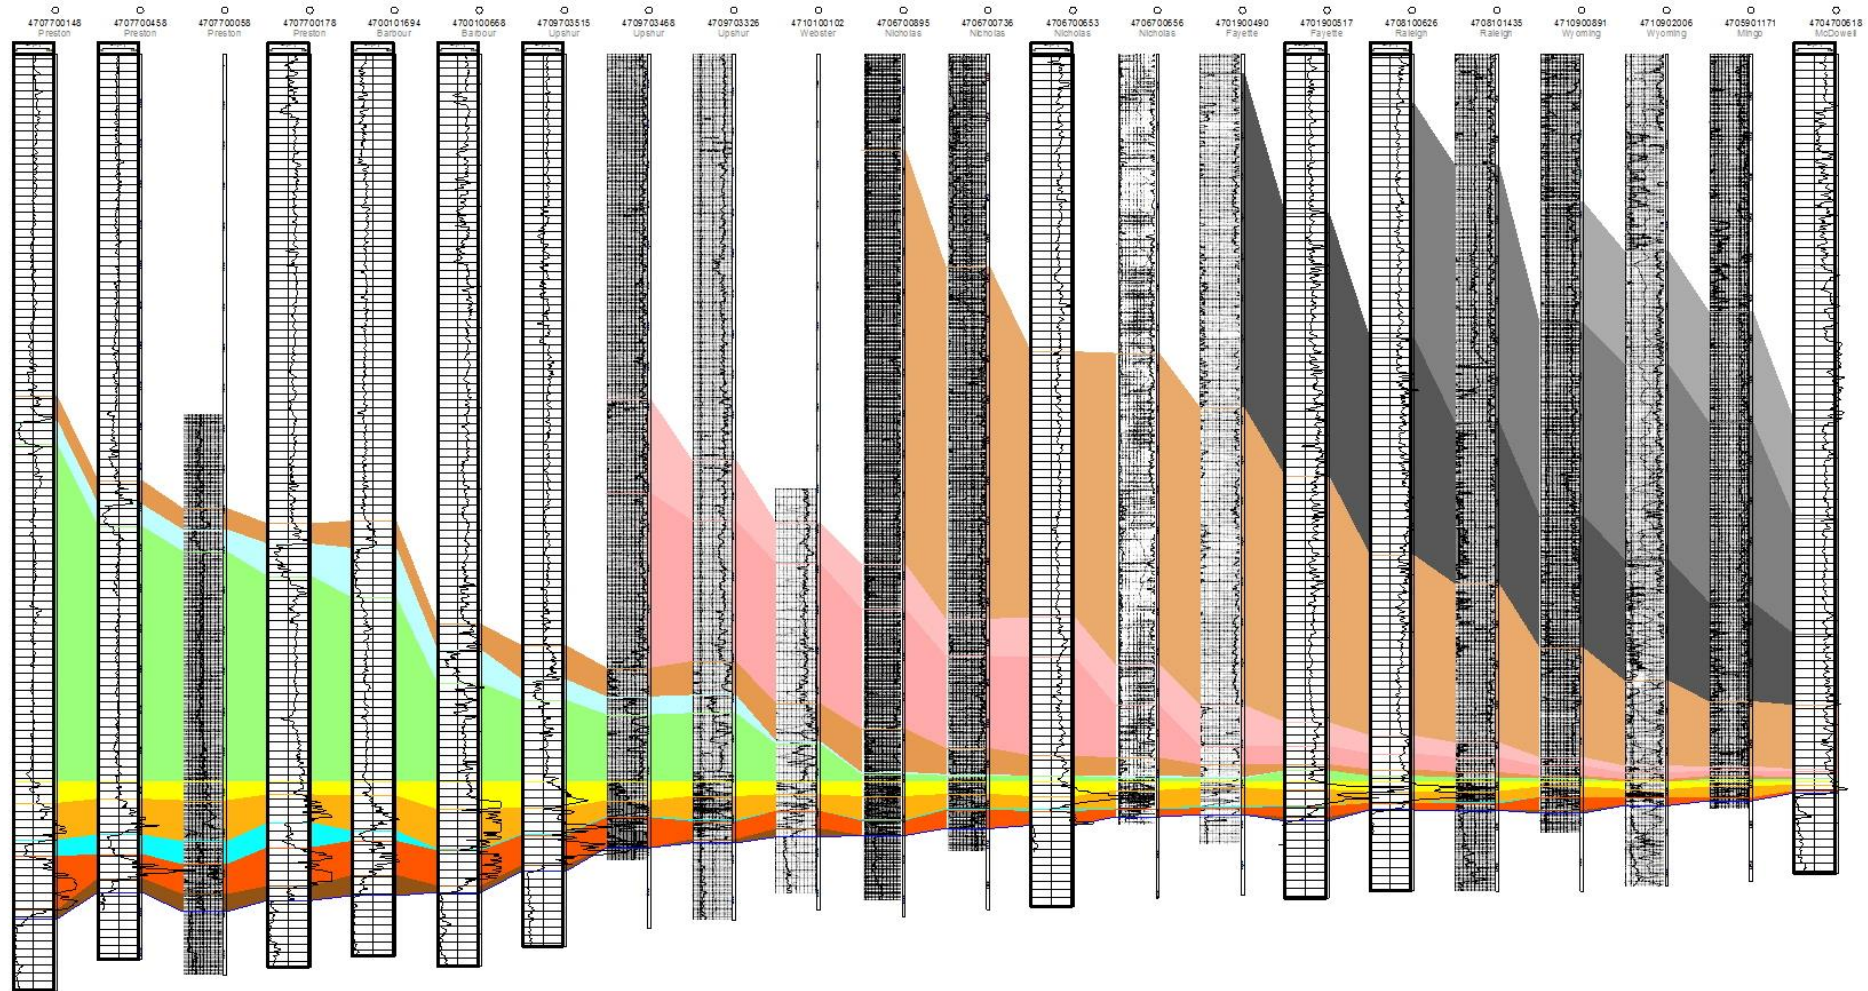 4707700148 4707700458 4707700058 4707700178 4700101694 4700100668 4709703515 4709703468 4709703326 4710100102 4706700895 4706700736 4706700653 4706700656 4701900490 4701900517 4708100626 4708101435 4710900891 4710902006 4705901171 4704700618
Preston Preston Preston Preston Barbour Barbour Upshur Upshur Upshur Webster Nicholas Nicholas Nicholas Nicholas Fayette Fayette Raleigh Raleigh Wyoming Wyoming Mingo McDowell